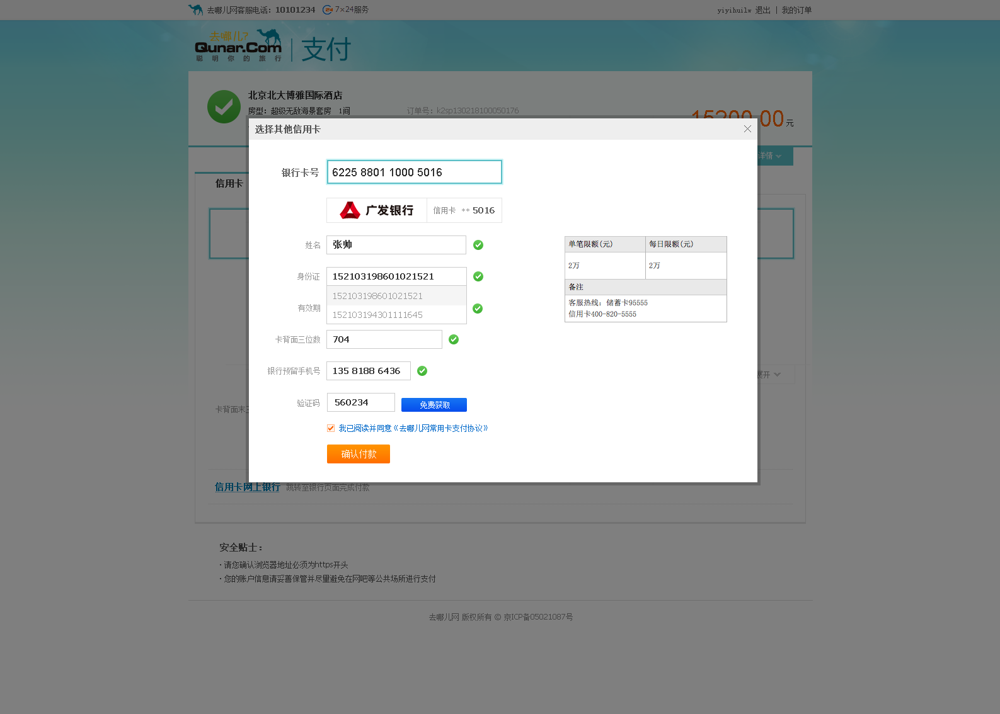 去哪儿网客服电话：10101234 24 7×24服务
yiyihuilw 退出 | 我的订单
去哪儿?
Qunar.Com
聪明你的旅行
支付
北京北大博雅国际酒店
房型：超级无敌海景套房 1间
订单号：k2sp130218100050176
15200.00元
选择其他信用卡
详情
银行卡号 6225 8801 1000 5016
信用卡
广发银行 信用卡 ** 5016
姓名 张帅
单笔限额(元) 每日限额(元)
2万 2万
身份证 152103198601021521
备注
152103198601021521
客服热线：储蓄卡95555
有效期
152103194301111645
信用卡400-820-5555
卡背面三位数 704
银行预留手机号 135 8188 6436
展开
验证码 560234 免费获取
卡背面末三
我已阅读并同意《去哪儿网常用卡支付协议》
确认付款
信用卡网上银行 跳转至银行页面完成付款
安全贴士：
· 请您确认浏览器地址必须为https开头
· 您的账户信息请妥善保管并尽量避免在网吧等公共场所进行支付
去哪儿网 版权所有 © 京ICP备05021087号